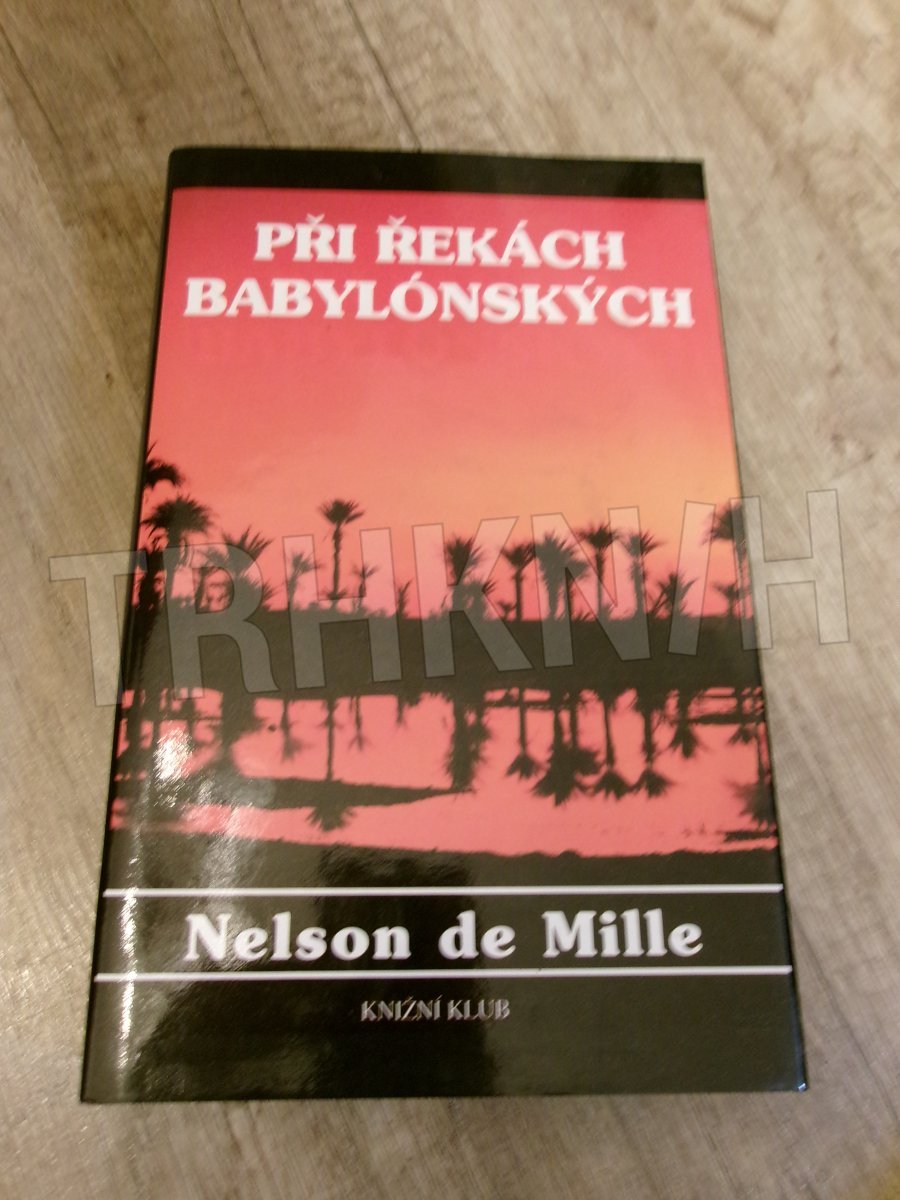 PŘI ŘEKÁCH
BABYLÓNSKÝCH
TRHKNIH
Nelson de Mille
KNIŽNÍ KLUB